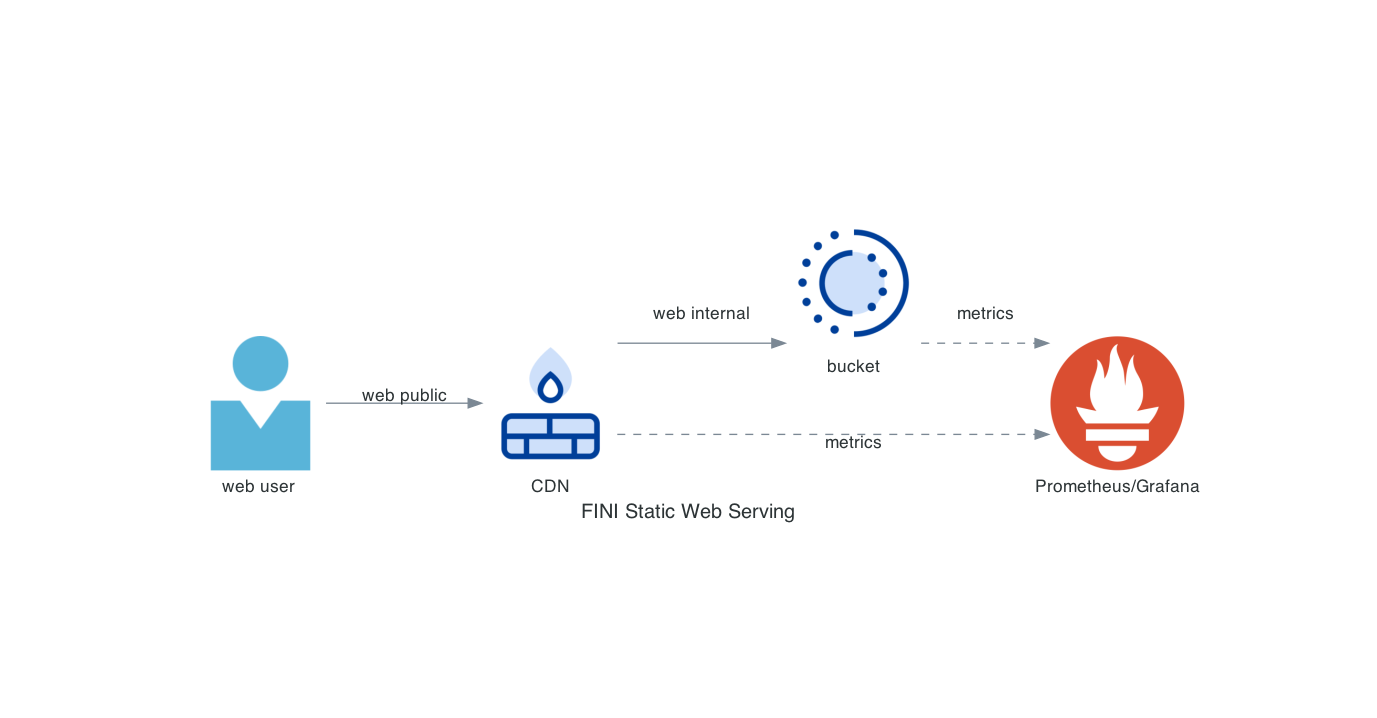 web internal
metrics
bucket
web public
metrics
web user
CDN
Prometheus/Grafana
FINI Static Web Serving